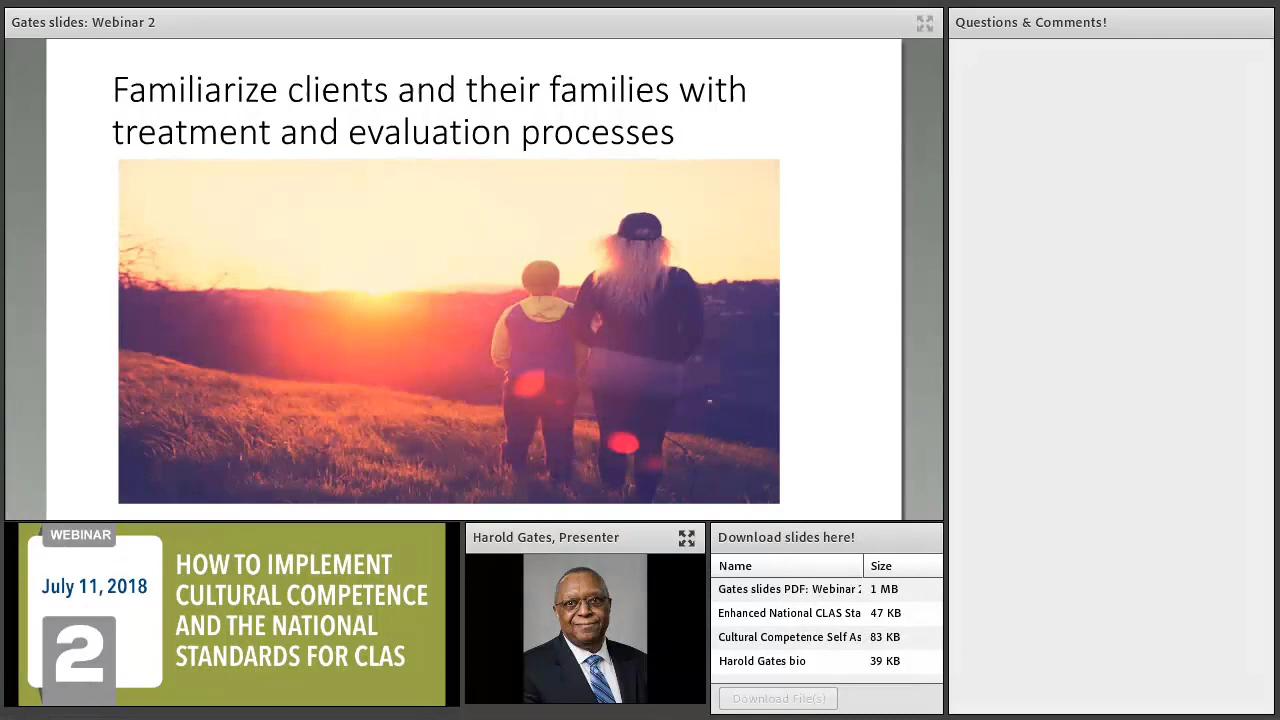 Gates slides: Webinar 2
Questions & Comments!
Familiarize clients and their families with
treatment and evaluation processes
WEBINAR
July 11, 2018
2
HOW TO IMPLEMENT
CULTURAL COMPETENCE
AND THE NATIONAL
STANDARDS FOR CLAS
Harold Gates, Presenter
Download slides here!
Name Size
Gates slides PDF: Webinar 2 1 MB
Enhanced National CLAS Sta 47 KB
Cultural Competence Self As 83 KB
Harold Gates bio 39 KB
Download File(s)